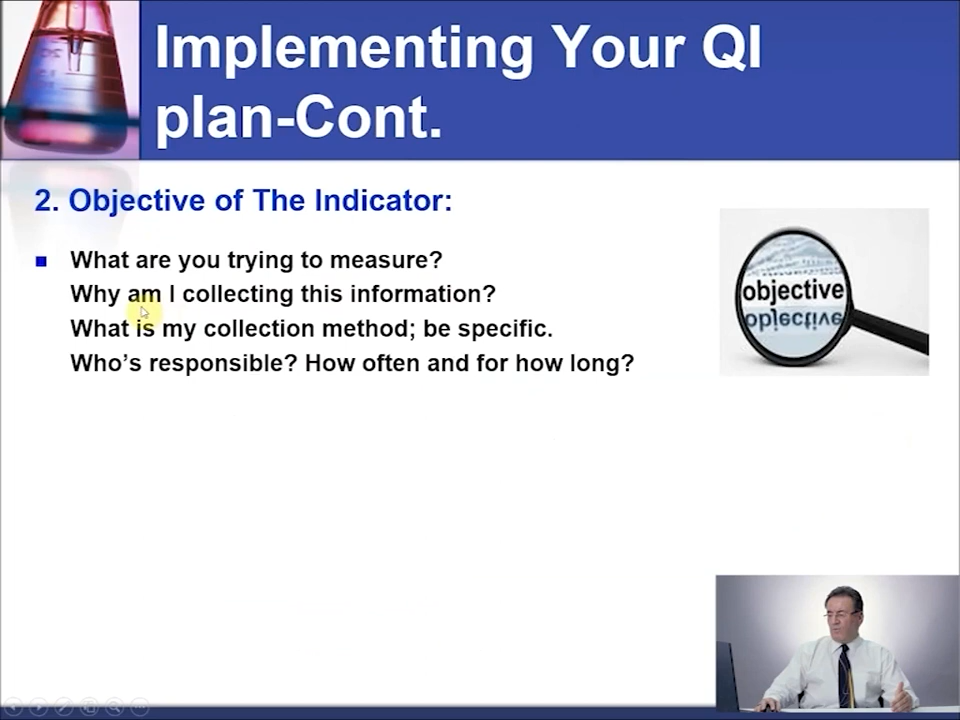 Implementing Your QI
plan-Cont.
2. Objective of The Indicator:
What are you trying to measure?
Why am I collecting this information?
What is my collection method; be specific.
Who's responsible? How often and for how long?
objective
objective